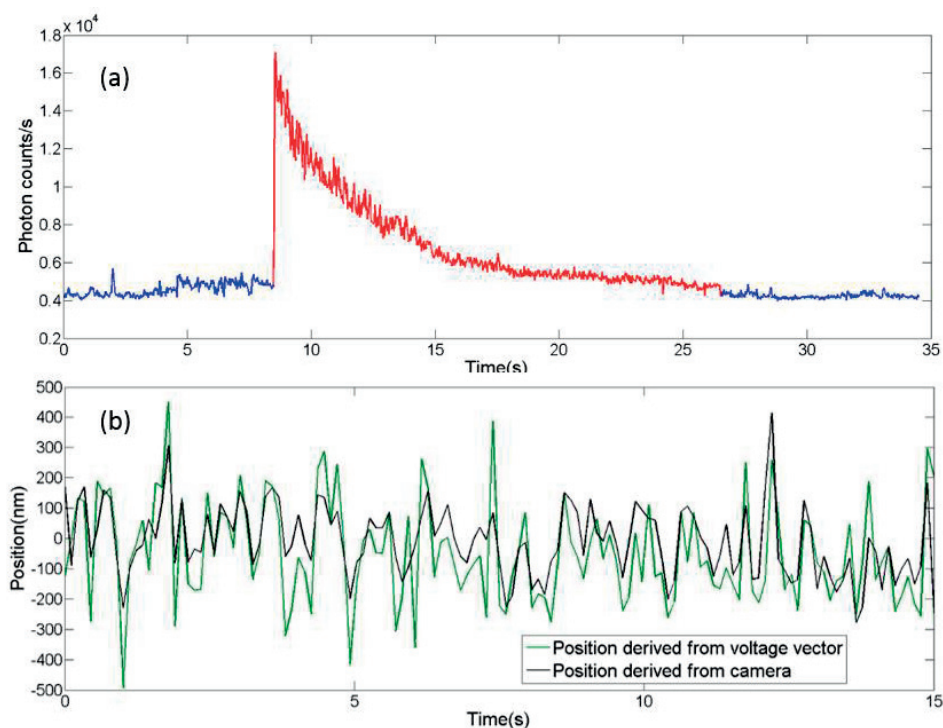 1.8 x 10⁴
(a)
1.6
1.4
1.2
1
0.8
0.6
0.4
0.2
Photon counts/s
0 5 10 15 20 25 30 35
Time(s)
500
(b)
400
300
200
100
0
-100
-200
-300
-400
-500
Position(nm)
Position derived from voltage vector
Position derived from camera
0 5 10 15
Time(s)